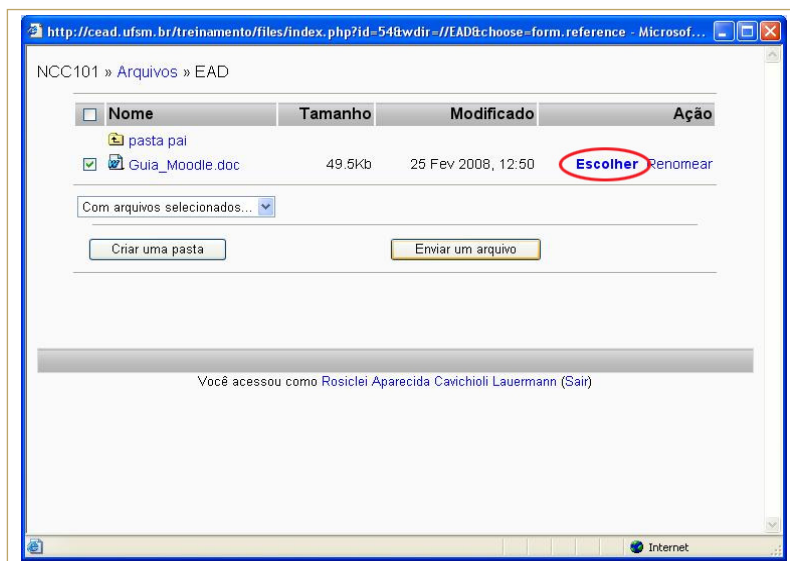 http://cead.ufsm.br/treinamento/files/index.php?id=54&wdir=//EAD&choose=form.reference - Microsof...
NCC101 » Arquivos » EAD
Nome Tamanho Modificado Ação
pasta pai
Guia_Moodle.doc 49.5Kb 25 Fev 2008, 12:50 Escolher Renomear
Com arquivos selecionados...
Criar uma pasta Enviar um arquivo
Você acessou como Rosiclei Aparecida Cavichioli Lauermann (Sair)
Internet